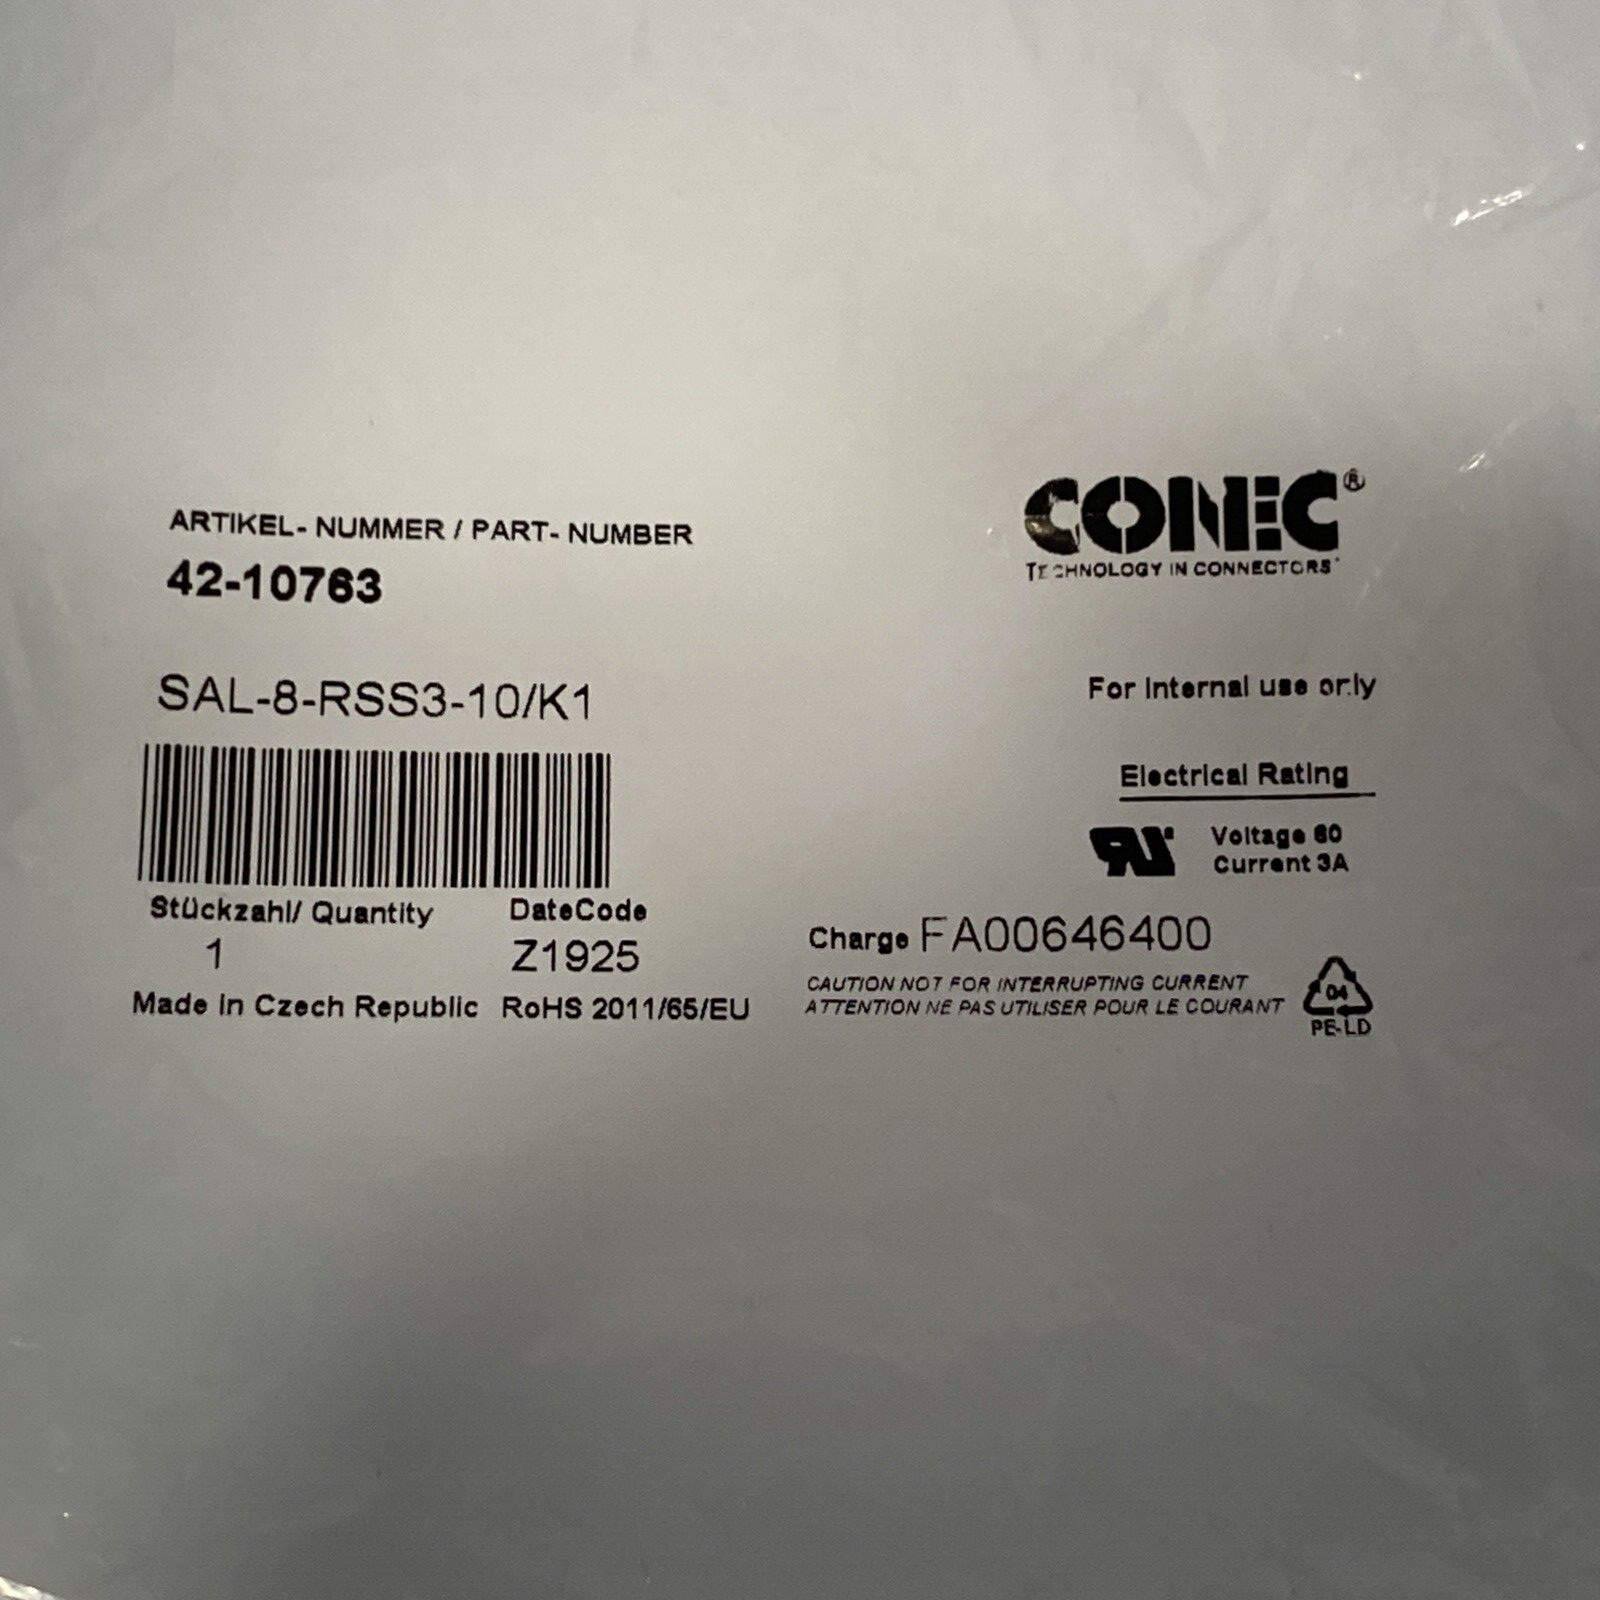 ARTIKEL- NUMMER / PART- NUMBER
42-10763
SAL-8-RSS3-10/K1
Stückzahl/ Quantity
1
DateCode
Z1925
Made in Czech Republic RoHS 2011/65/EU
CONEC®
TECHNOLOGY IN CONNECTORS
For Internal use only
Electrical Rating
Voltage 60
Current 3A
Charge FA00646400
CAUTION NOT FOR INTERRUPTING CURRENT
ATTENTION NE PAS UTILISER POUR LE COURANT
04
PE-LD